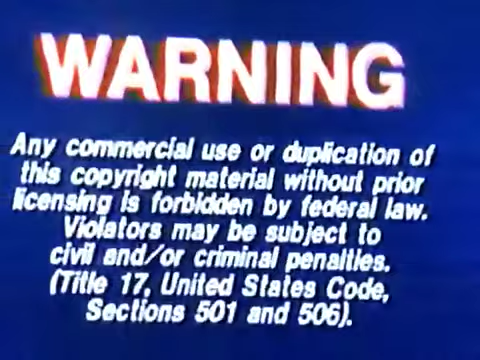 WARNING
Any commercial use or duplication of
this copyright material without prior
licensing is forbidden by federal law.
Violators may be subject to
civil and/or criminal penalties.
(Title 17, United States Code,
Sections 501 and 506).